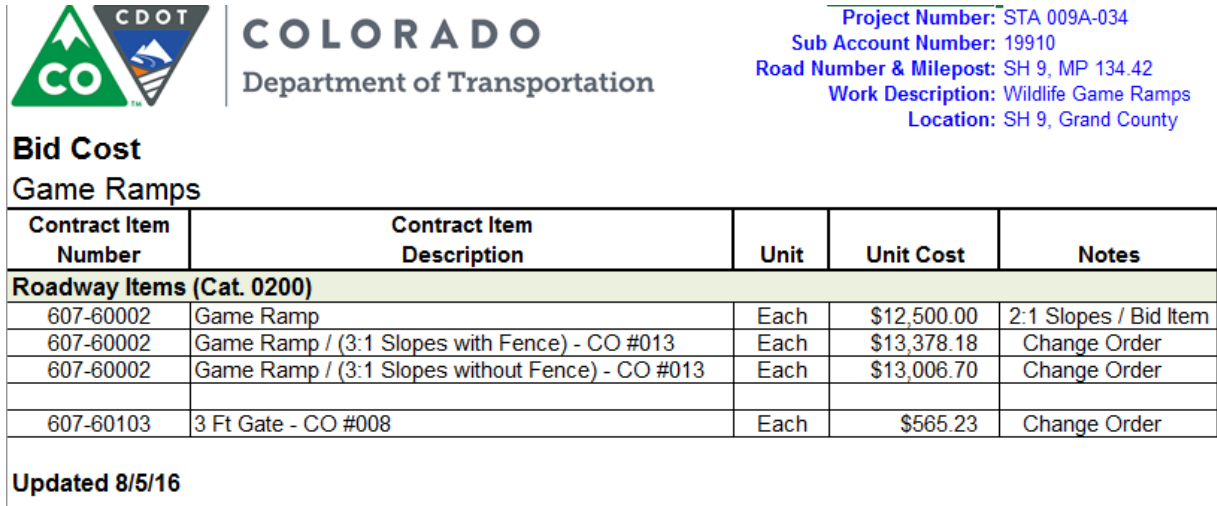 CDOT
CO
TM
COLORADO
Department of Transportation
Project Number: STA 009A-034
Sub Account Number: 19910
Road Number & Milepost: SH 9, MP 134.42
Work Description: Wildlife Game Ramps
Location: SH 9, Grand County
Bid Cost
Game Ramps
Contract Item Number Contract Item Description Unit Unit Cost Notes
Roadway Items (Cat. 0200)
607-60002 Game Ramp Each $12,500.00 2:1 Slopes / Bid Item
607-60002 Game Ramp / (3:1 Slopes with Fence) - CO #013 Each $13,378.18 Change Order
607-60002 Game Ramp / (3:1 Slopes without Fence) - CO #013 Each $13,006.70 Change Order
607-60103 3 Ft Gate - CO #008 Each $565.23 Change Order
Updated 8/5/16